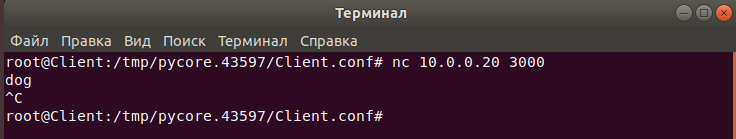 Терминал
Файл Правка Вид Поиск Терминал Справка
root@Client:/tmp/pycore.43597/Client.conf# nc 10.0.0.20 3000
dog
^C
root@Client:/tmp/pycore.43597/Client.conf#